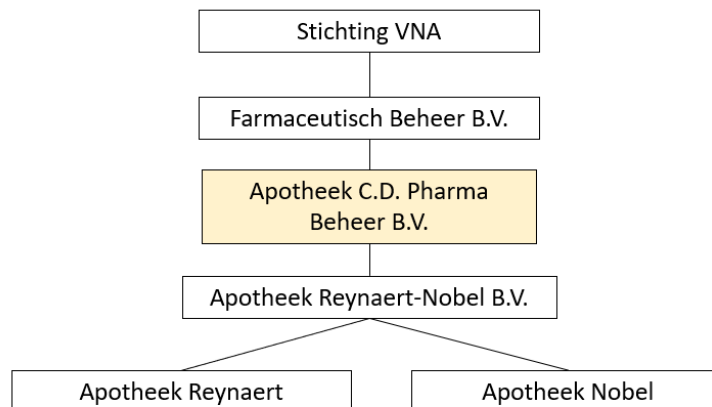 Stichting VNA
Farmaceutisch Beheer B.V.
Apotheek C.D. Pharma
Beheer B.V.
Apotheek Reynaert-Nobel B.V.
Apotheek Reynaert
Apotheek Nobel